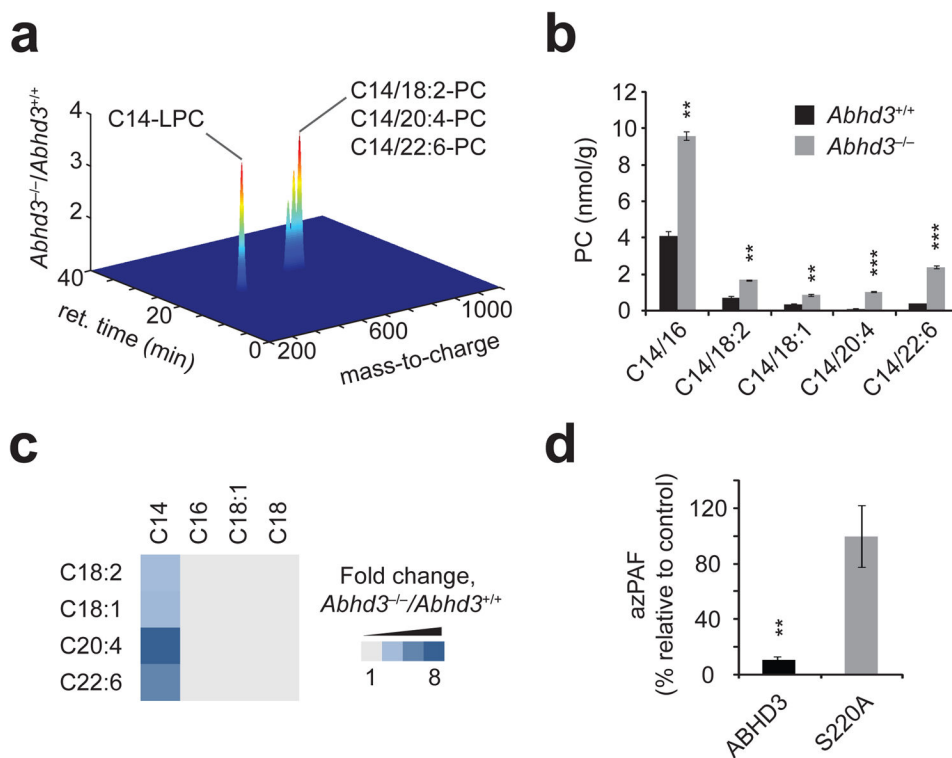 a
Abhd3–/–/Abhd3+/+
4
3
2
40
20
0
ret. time (min)
200
600
1000
mass-to-charge
C14-LPC
C14/18:2-PC
C14/20:4-PC
C14/22:6-PC
b
PC (nmol/g)
12
10
8
6
4
2
0
**
**
**
***
***
Abhd3+/+
Abhd3–/–
C14/16
C14/18:2
C14/18:1
C14/20:4
C14/22:6
c
C14
C16
C18:1
C18
C18:2
C18:1
C20:4
C22:6
Fold change,
Abhd3–/–/Abhd3+/+
1 8
d
azPAF
(% relative to control)
120
80
40
0
**
ABHD3
S220A